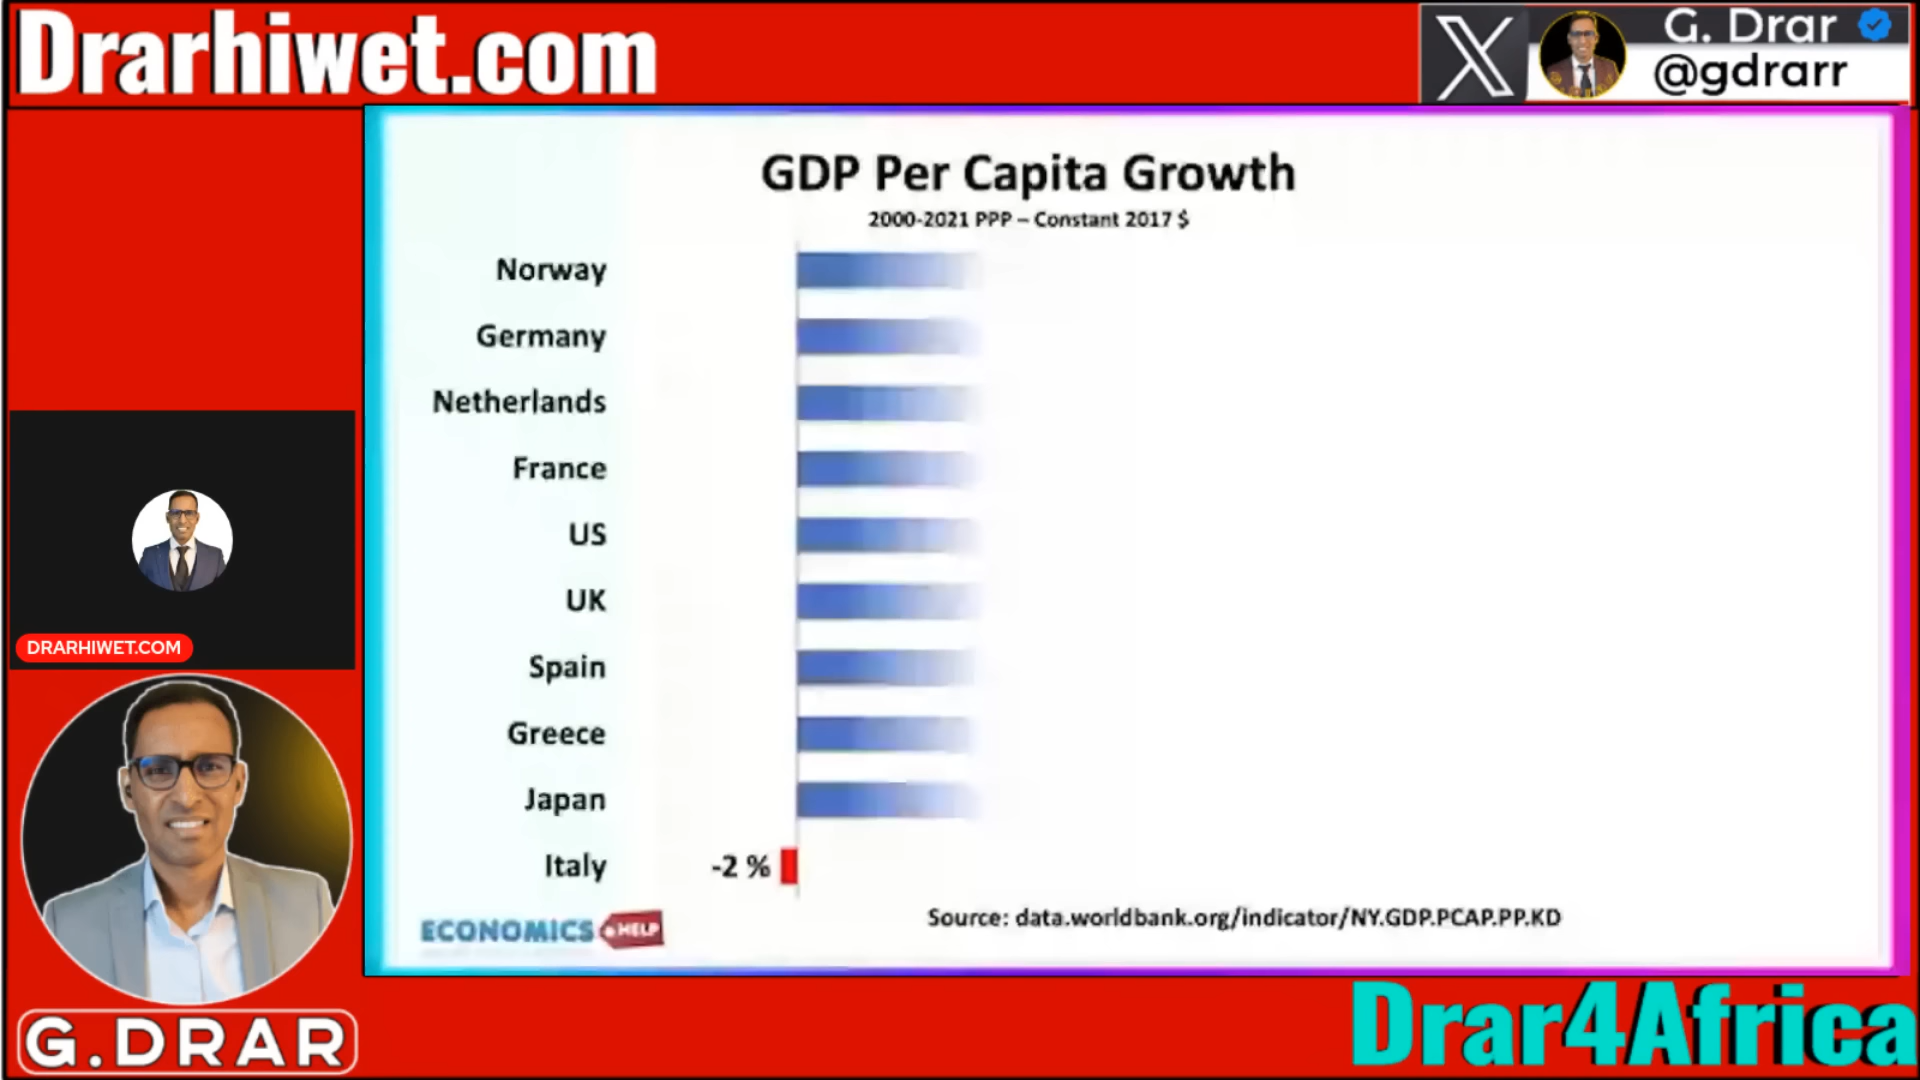 Drarhiwet.com
G. Drar
@gdrarr
GDP Per Capita Growth
2000-2021 PPP – Constant 2017 $
Norway
Germany
Netherlands
France
US
UK
Spain
Greece
Japan
Italy
-2 %
ECONOMICS HELP
Source: data.worldbank.org/indicator/NY.GDP.PCAP.PP.KD
DRARHIWET.COM
G.DRAR
Drar4Africa